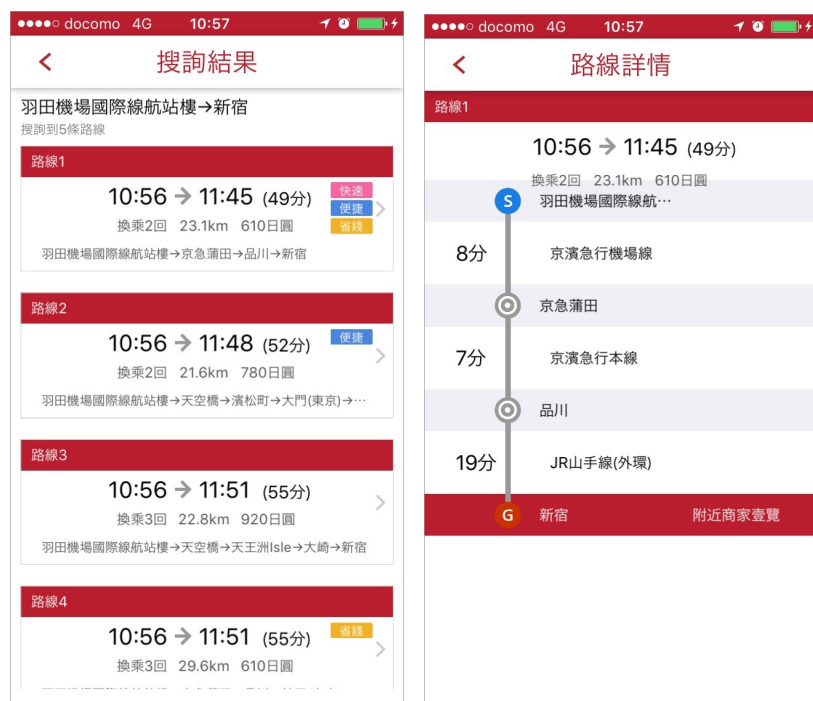 docomo 4G 10:57
搜詢結果
羽田機場國際線航站樓→新宿
搜詢到5條路線
路線1
10:56 → 11:45 (49分)
快速
便捷
省錢
換乘2回 23.1km 610日圓
羽田機場國際線航站樓→京急蒲田→品川→新宿
路線2
10:56 → 11:48 (52分)
便捷
換乘2回 21.6km 780日圓
羽田機場國際線航站樓→天空橋→濱松町→大門(東京)→…
路線3
10:56 → 11:51 (55分)
換乘3回 22.8km 920日圓
羽田機場國際線航站樓→天空橋→天王洲Isle→大崎→新宿
路線4
10:56 → 11:51 (55分)
省錢
換乘3回 29.6km 610日圓
docomo 4G 10:57
路線詳情
路線1
10:56 → 11:45 (49分)
換乘2回 23.1km 610日圓
S 羽田機場國際線航…
8分 京濱急行機場線
京急蒲田
7分 京濱急行本線
品川
19分 JR山手線(外環)
G 新宿 附近商家壹覽